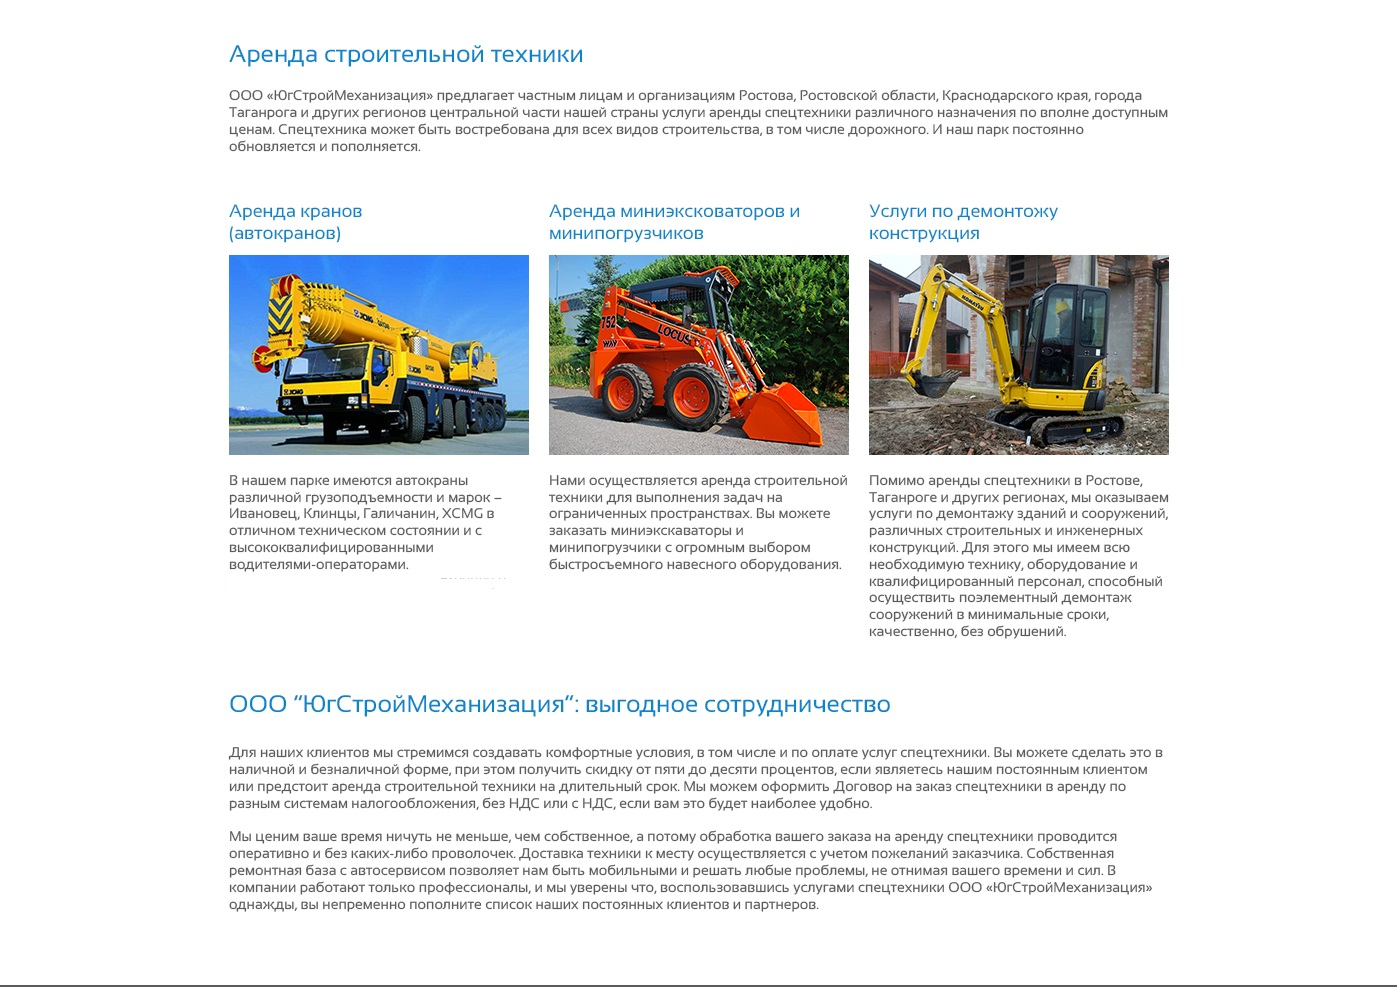 Аренда строительной техники
ООО «ЮгСтройМеханизация» предлагает частным лицам и организациям Ростова, Ростовской области, Краснодарского края, города
Таганрога и других регионов центральной части нашей страны услуги аренды спецтехники различного назначения по вполне доступным
ценам. Спецтехника может быть востребована для всех видов строительства, в том числе дорожного. И наш парк постоянно
обновляется и пополняется.
Аренда кранов
(автокранов)
XCMG
XCMG
В нашем парке имеются автокраны
различной грузоподъемности и марок –
Ивановец, Клинцы, Галичанин, XCMG в
отличном техническом состоянии и с
высококвалифицированными
водителями-операторами.
Аренда миниэксковаторов и
минипогрузчиков
752
LOCUST
Нами осуществляется аренда строительной
техники для выполнения задач на
ограниченных пространствах. Вы можете
заказать миниэкскаваторы и
минипогрузчики с огромным выбором
быстросъемного навесного оборудования.
Услуги по демонтожу
конструкция
KOMATSU
Помимо аренды спецтехники в Ростове,
Таганроге и других регионах, мы оказываем
услуги по демонтажу зданий и сооружений,
различных строительных и инженерных
конструкций. Для этого мы имеем всю
необходимую технику, оборудование и
квалифицированный персонал, способный
осуществить поэлементный демонтаж
сооружений в минимальные сроки,
качественно, без обрушений.
ООО “ЮгСтройМеханизация“: выгодное сотрудничество
Для наших клиентов мы стремимся создавать комфортные условия, в том числе и по оплате услуг спецтехники. Вы можете сделать это в
наличной и безналичной форме, при этом получить скидку от пяти до десяти процентов, если являетесь нашим постоянным клиентом
или предстоит аренда строительной техники на длительный срок. Мы можем оформить Договор на заказ спецтехники в аренду по
разным системам налогообложения, без НДС или с НДС, если вам это будет наиболее удобно.
Мы ценим ваше время ничуть не меньше, чем собственное, а потому обработка вашего заказа на аренду спецтехники проводится
оперативно и без каких-либо проволочек. Доставка техники к месту осуществляется с учетом пожеланий заказчика. Собственная
ремонтная база с автосервисом позволяет нам быть мобильными и решать любые проблемы, не отнимая вашего времени и сил. В
компании работают только профессионалы, и мы уверены что, воспользовавшись услугами спецтехники ООО «ЮгСтройМеханизация»
однажды, вы непременно пополните список наших постоянных клиентов и партнеров.